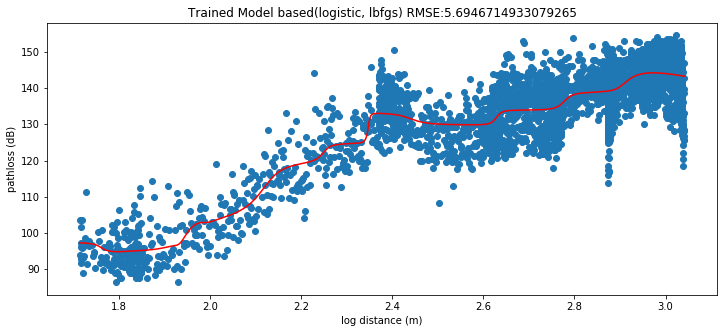 Trained Model based(logistic, lbfgs) RMSE:5.6946714933079265
150
140
130
120
110
100
90
pathloss (dB)
1.8 2.0 2.2 2.4 2.6 2.8 3.0
log distance (m)